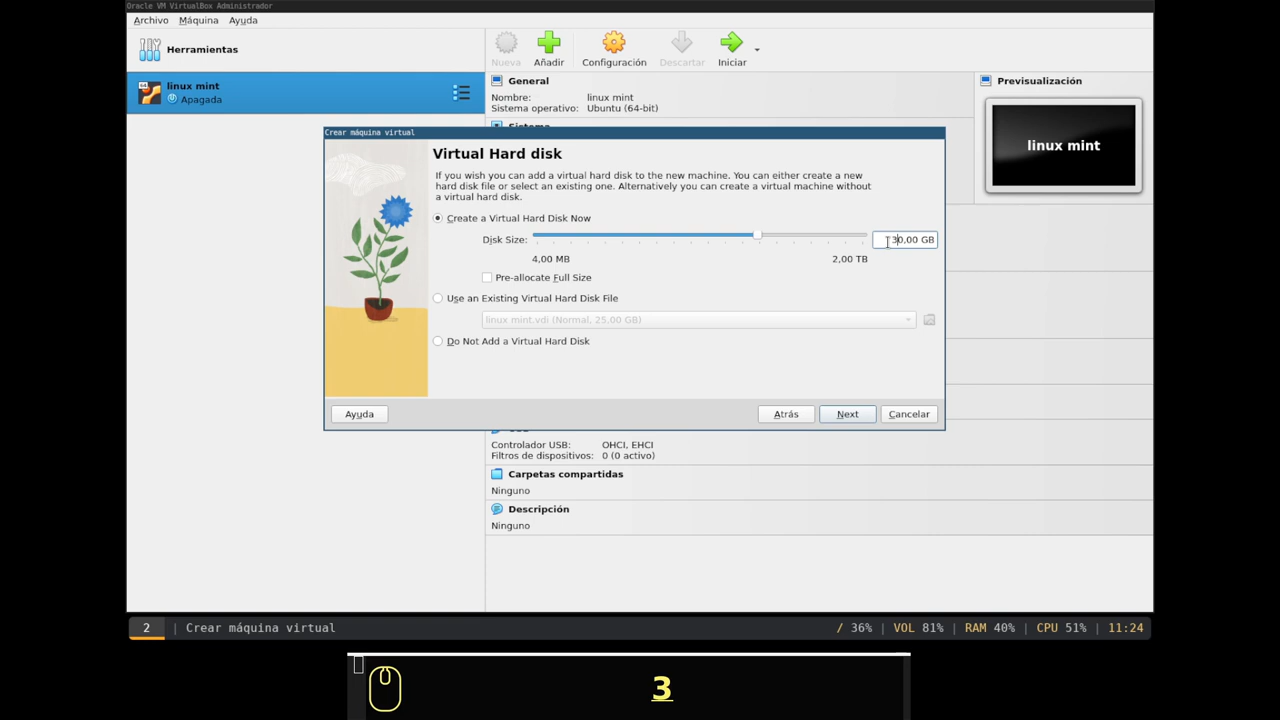 Oracle VM VirtualBox Administrador
Archivo Máquina Ayuda
Herramientas
Nueva Añadir Configuración Descartar Iniciar
linux mint
Apagada
General
Nombre: linux mint
Sistema operativo: Ubuntu (64-bit)
Previsualización
linux mint
Sistema
Crear máquina virtual
Virtual Hard disk
If you wish you can add a virtual hard disk to the new machine. You can either create a new
hard disk file or select an existing one. Alternatively you can create a virtual machine without
a virtual hard disk.
Create a Virtual Hard Disk Now
Disk Size: 30,00 GB
4,00 MB 2,00 TB
Pre-allocate Full Size
Use an Existing Virtual Hard Disk File
linux mint.vdi (Normal, 25,00 GB)
Do Not Add a Virtual Hard Disk
Ayuda Atrás Next Cancelar
Controlador USB: OHCI, EHCI
Filtros de dispositivos: 0 (0 activo)
Carpetas compartidas
Ninguno
Descripción
Ninguno
2 | Crear máquina virtual / 36% | VOL 81% | RAM 40% | CPU 51% | 11:24
3